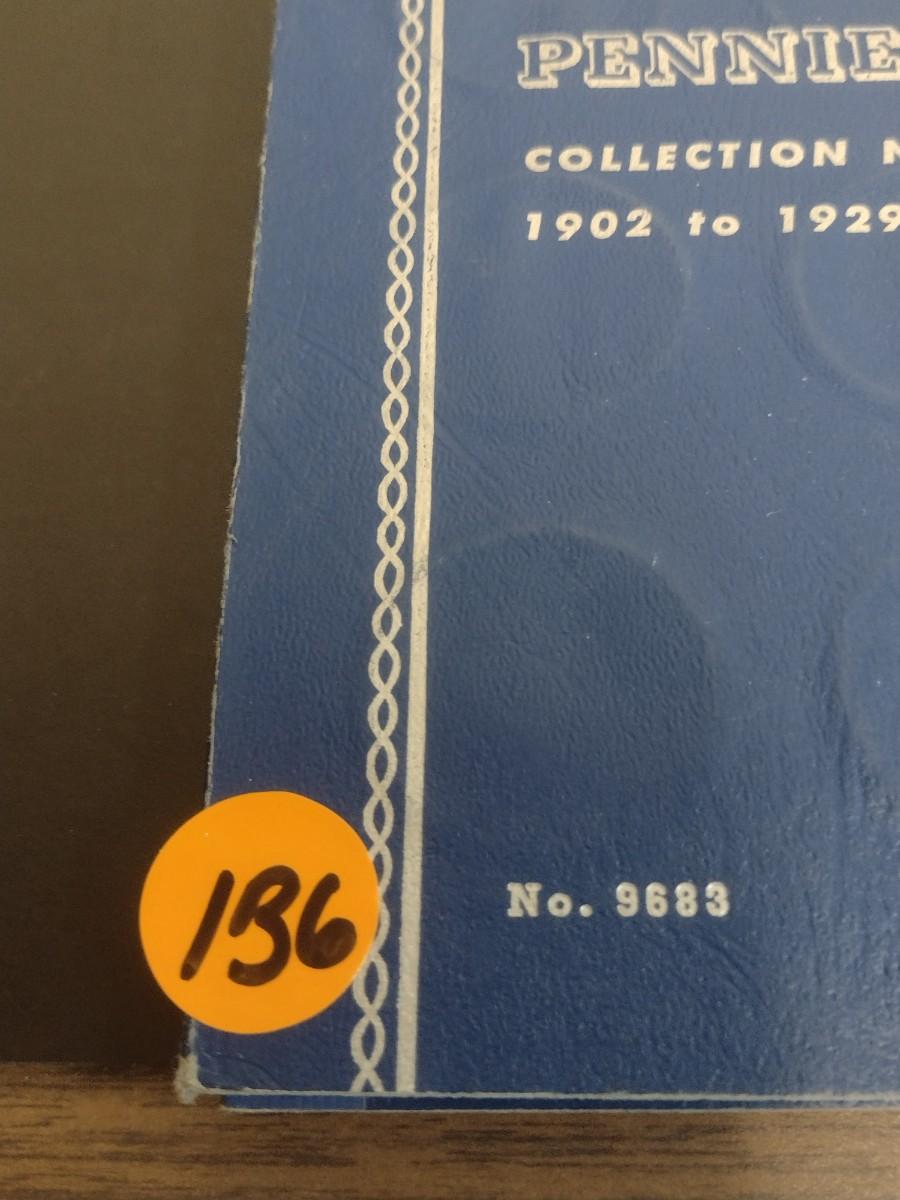 PENNIE
COLLECTION N
1902 to 1929
No. 9683
136